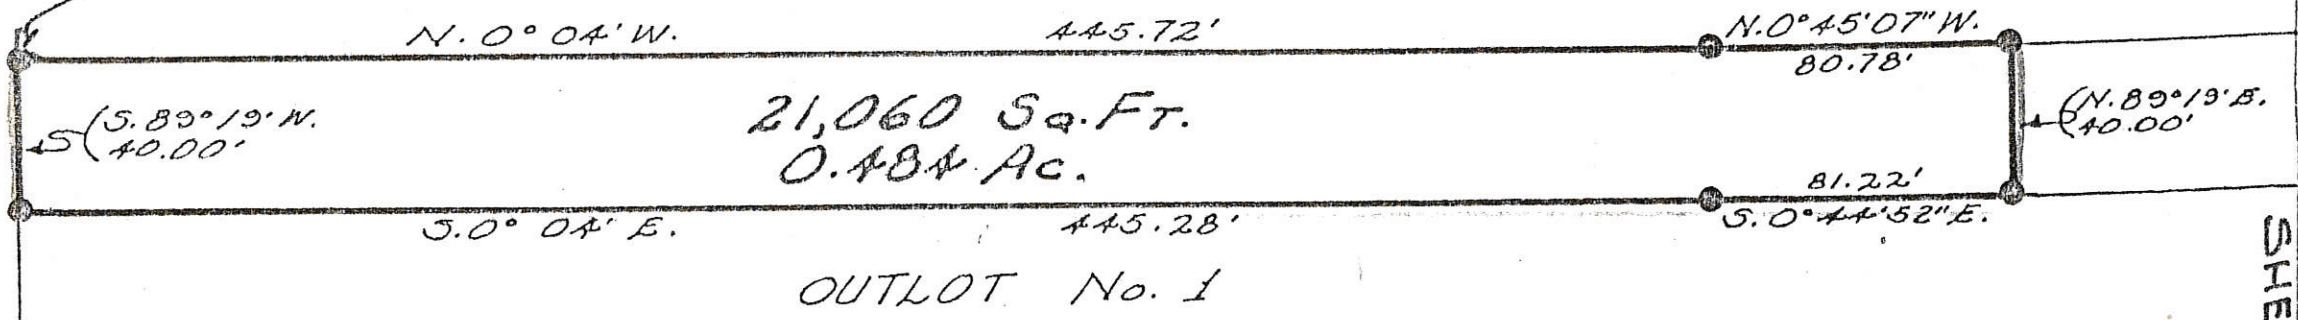 N. 0° 04' W.
445.72'
N. 0° 45' 07" W.
80.78'
S. 89° 19' W.
40.00'
21,060 Sq. Ft.
0.484 Ac.
N. 89° 19' E.
40.00'
81.22'
S. 0° 04' E.
445.28'
S. 0° 44' 52" E.
OUTLOT No. 1
SHE